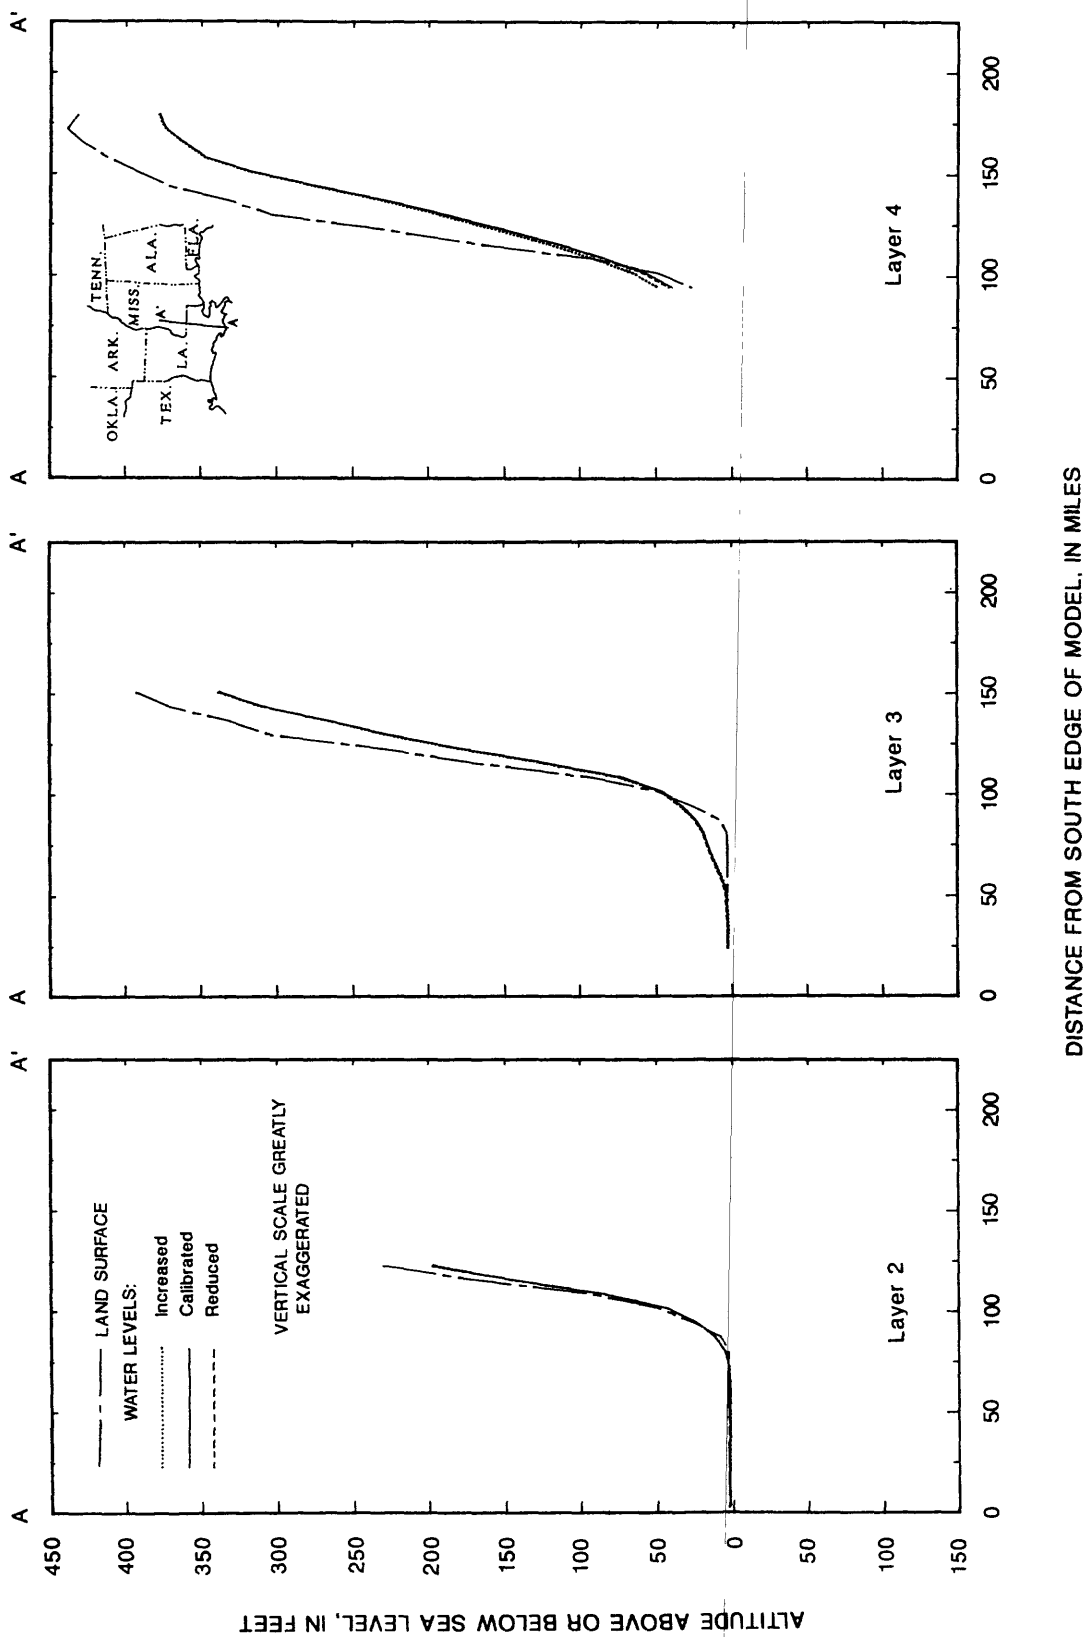 ALTITUDE ABOVE OR BELOW SEA LEVEL, IN FEET
450
400
350
300
250
200
150
100
50
0
50
100
150
A
A'
LAND SURFACE
WATER LEVELS:
Increased
Calibrated
Reduced
VERTICAL SCALE GREATLY
EXAGGERATED
Layer 2
0
50
100
150
200
A
A'
Layer 3
0
50
100
150
200
A
A'
OKLA.
ARK.
TENN.
TEX.
LA.
MISS.
ALA.
FLA.
A'
A
Layer 4
0
50
100
150
200
DISTANCE FROM SOUTH EDGE OF MODEL, IN MILES